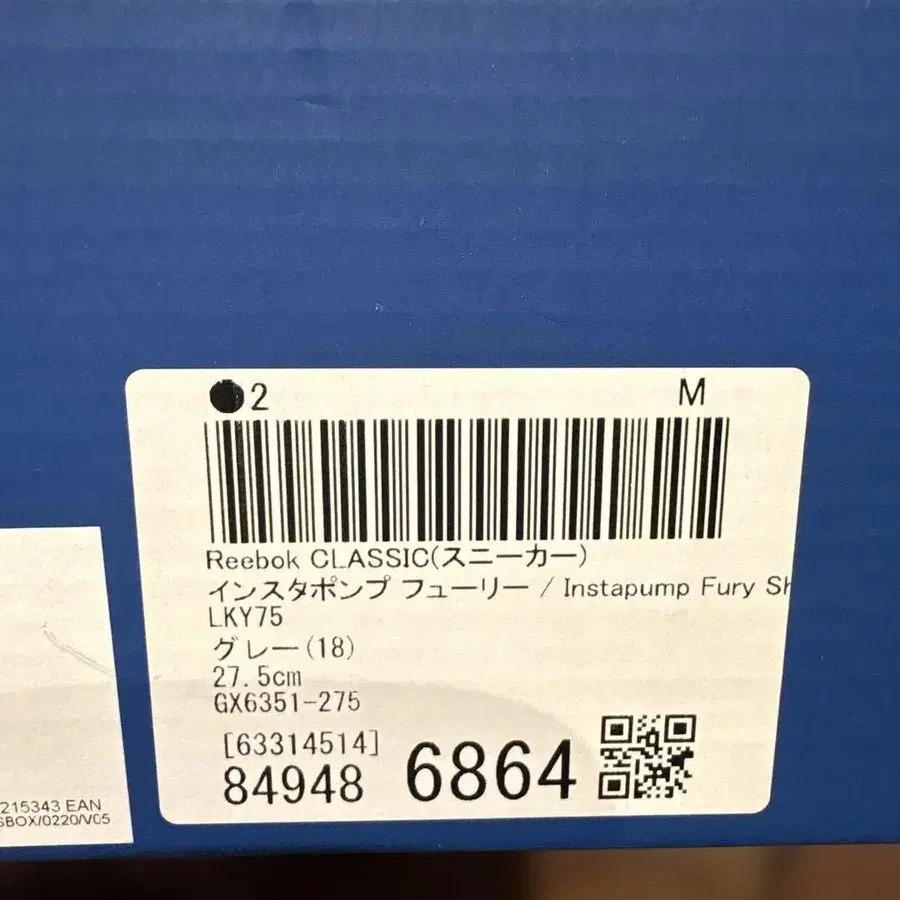 ●2 M
Reebok CLASSIC(スニーカー)
インスタポンプ フューリー / Instapump Fury Sh
LKY75
グレー(18)
27.5cm
GX6351-275
[63314514]
84948 6864
215343 EAN
SBOX/0220/V05